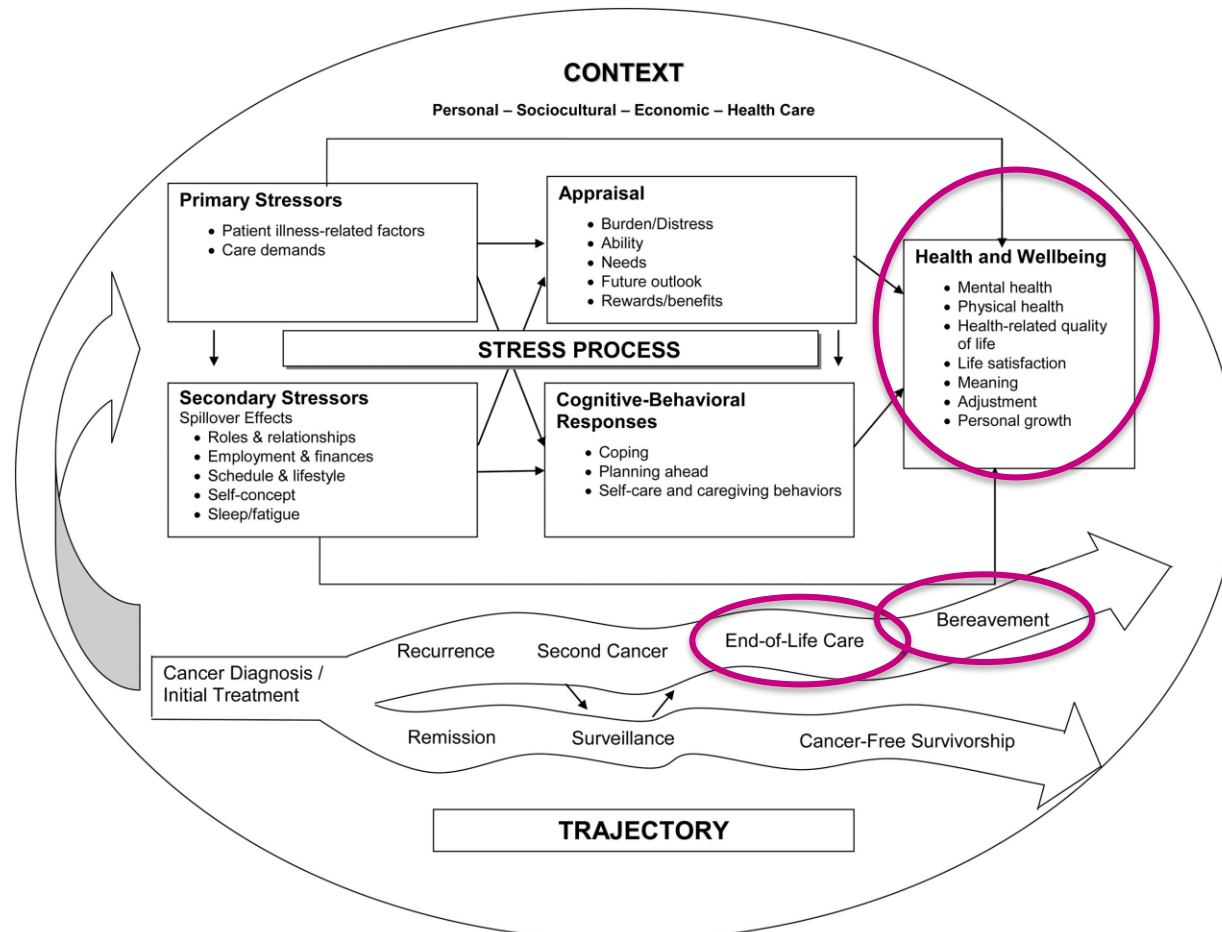 CONTEXT
Personal – Sociocultural – Economic – Health Care
Primary Stressors
• Patient illness-related factors
• Care demands
Appraisal
• Burden/Distress
• Ability
• Needs
• Future outlook
• Rewards/benefits
Health and Wellbeing
• Mental health
• Physical health
• Health-related quality
of life
• Life satisfaction
• Meaning
• Adjustment
• Personal growth
STRESS PROCESS
Secondary Stressors
Spillover Effects
• Roles & relationships
• Employment & finances
• Schedule & lifestyle
• Self-concept
• Sleep/fatigue
Cognitive-Behavioral
Responses
• Coping
• Planning ahead
• Self-care and caregiving behaviors
Cancer Diagnosis /
Initial Treatment
Recurrence
Second Cancer
End-of-Life Care
Bereavement
Remission
Surveillance
Cancer-Free Survivorship
TRAJECTORY